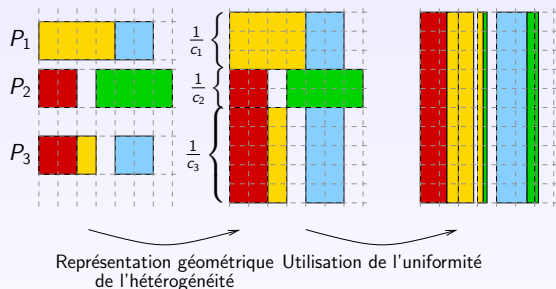 P1
1/c1
P2
1/c2
P3
1/c3
Représentation géométrique
de l'hétérogénéité
Utilisation de l'uniformité